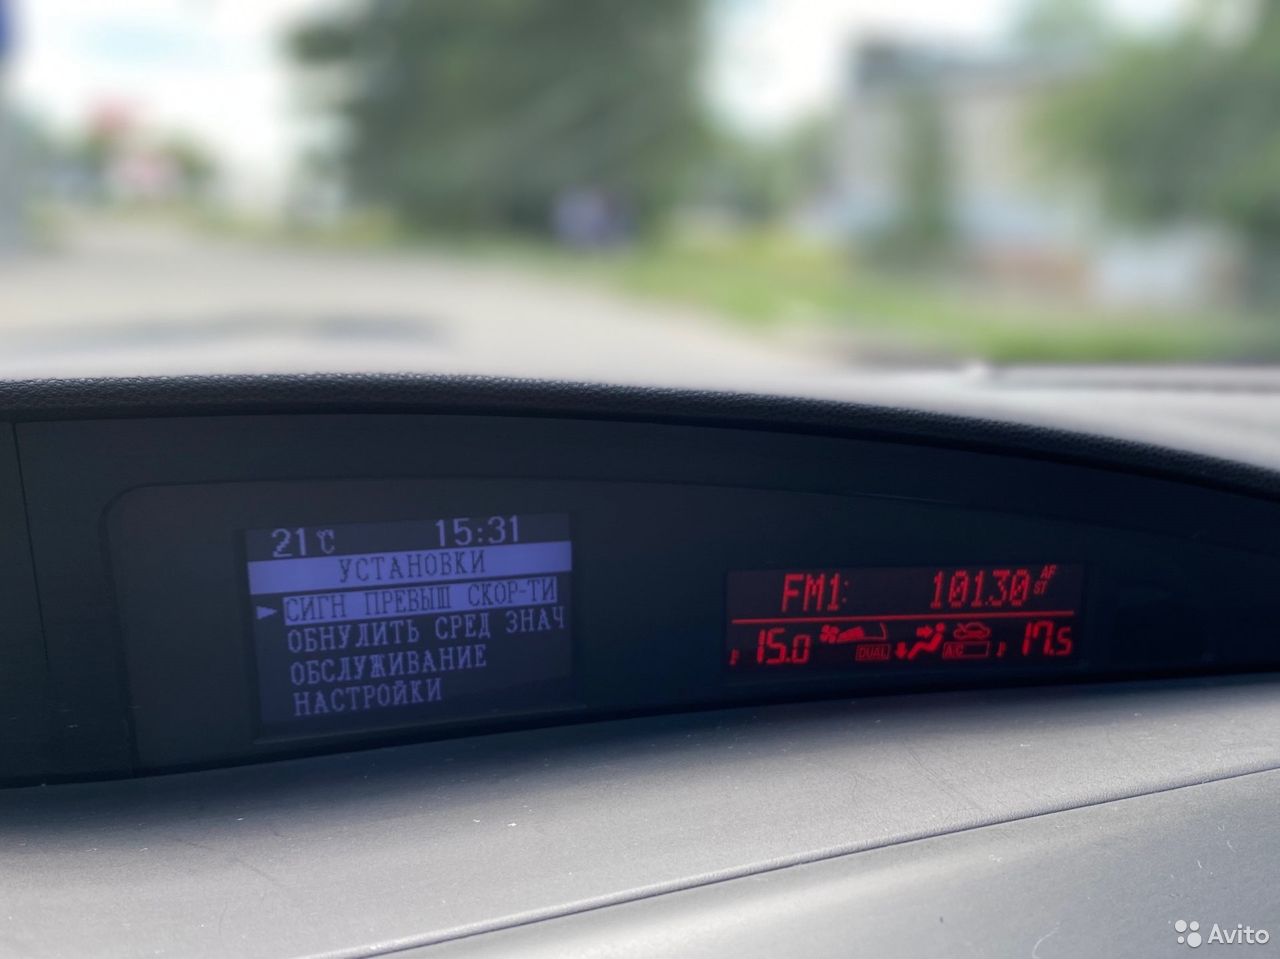 21°C 15:31
УСТАНОВКИ
СИГН ПРЕВЫШ СКОР-ТИ
ОБНУЛИТЬ СРЕД ЗНАЧ
ОБСЛУЖИВАНИЕ
НАСТРОЙКИ
FM1: 101.30 AF
ST
15.0 DUAL A/C 17.5
Avito